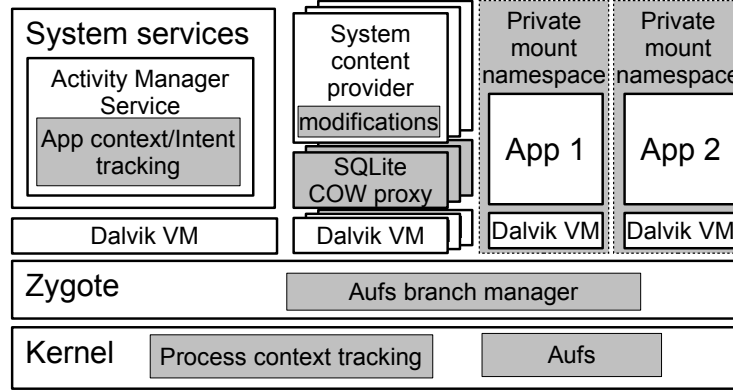 System services
Activity Manager
Service
App context/Intent
tracking
Dalvik VM
System
content
provider
modifications
SQLite
COW proxy
Dalvik VM
Private
mount
namespace
App 1
Dalvik VM
Private
mount
namespace
App 2
Dalvik VM
Zygote
Aufs branch manager
Kernel
Process context tracking
Aufs